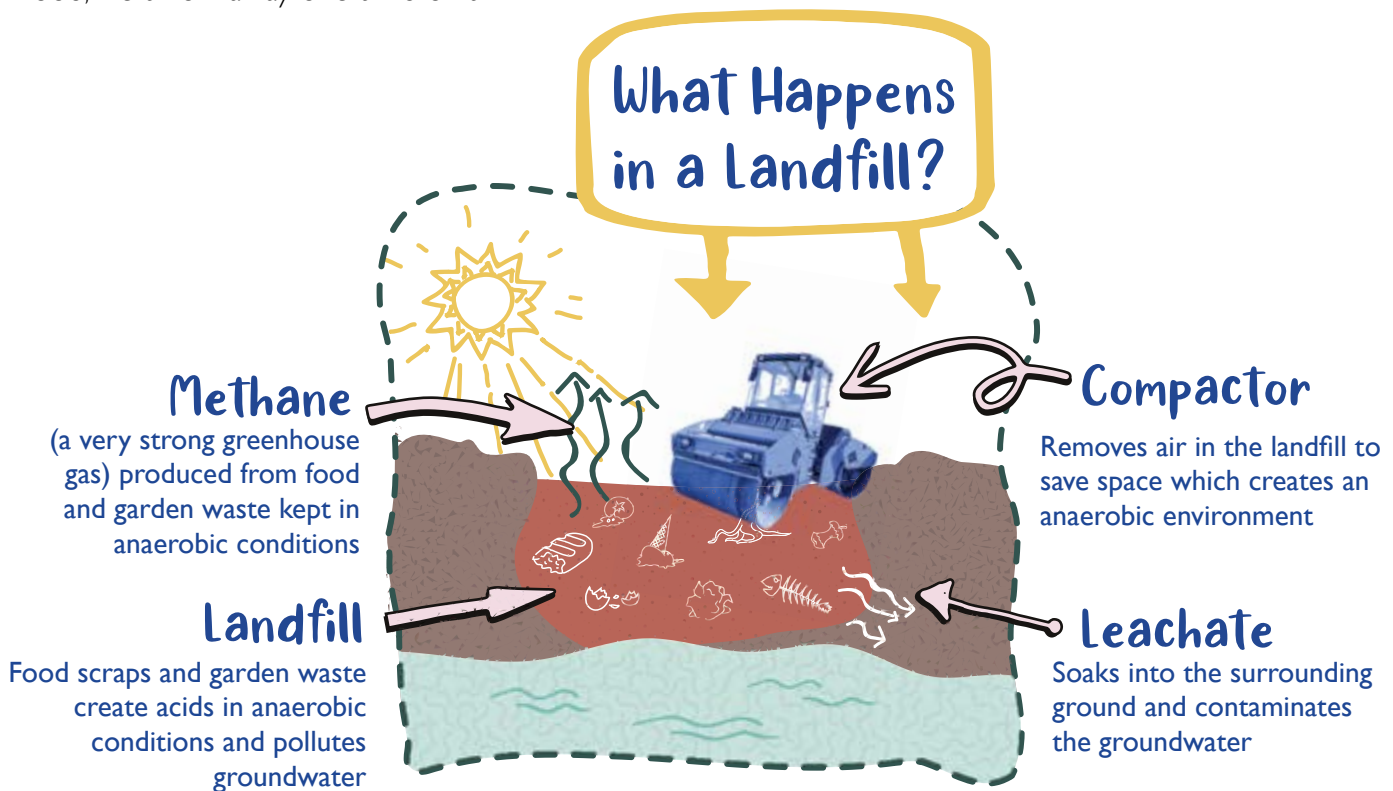 What Happens
in a Landfill?
Methane
(a very strong greenhouse
gas) produced from food
and garden waste kept in
anaerobic conditions
Compactor
Removes air in the landfill to
save space which creates an
anaerobic environment
Landfill
Food scraps and garden waste
create acids in anaerobic
conditions and pollutes
groundwater
Leachate
Soaks into the surrounding
ground and contaminates
the groundwater